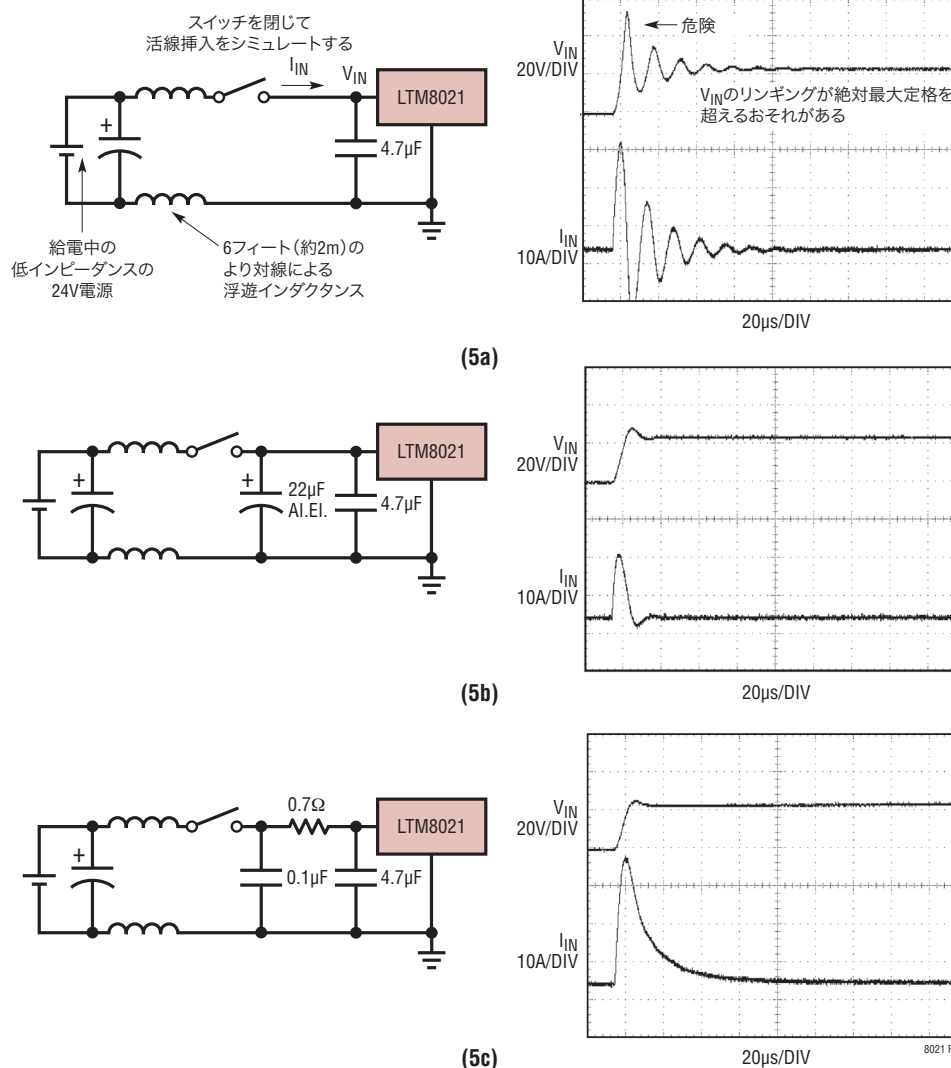 スイッチを閉じて
活線挿入をシミュレートする
IIN
VIN
LTM8021
+
4.7µF
給電中の
低インピーダンスの
24V電源
6フィート（約2m）の
より対線による
浮遊インダクタンス
VIN
20V/DIV
危険
VINのリンギングが絶対最大定格を
超えるおそれがある
IIN
10A/DIV
20µs/DIV
(5a)
LTM8021
+
+
22µF
AI.EI.
4.7µF
VIN
20V/DIV
IIN
10A/DIV
20µs/DIV
(5b)
0.7Ω
LTM8021
+
0.1µF
4.7µF
VIN
20V/DIV
IIN
10A/DIV
20µs/DIV
(5c)
8021